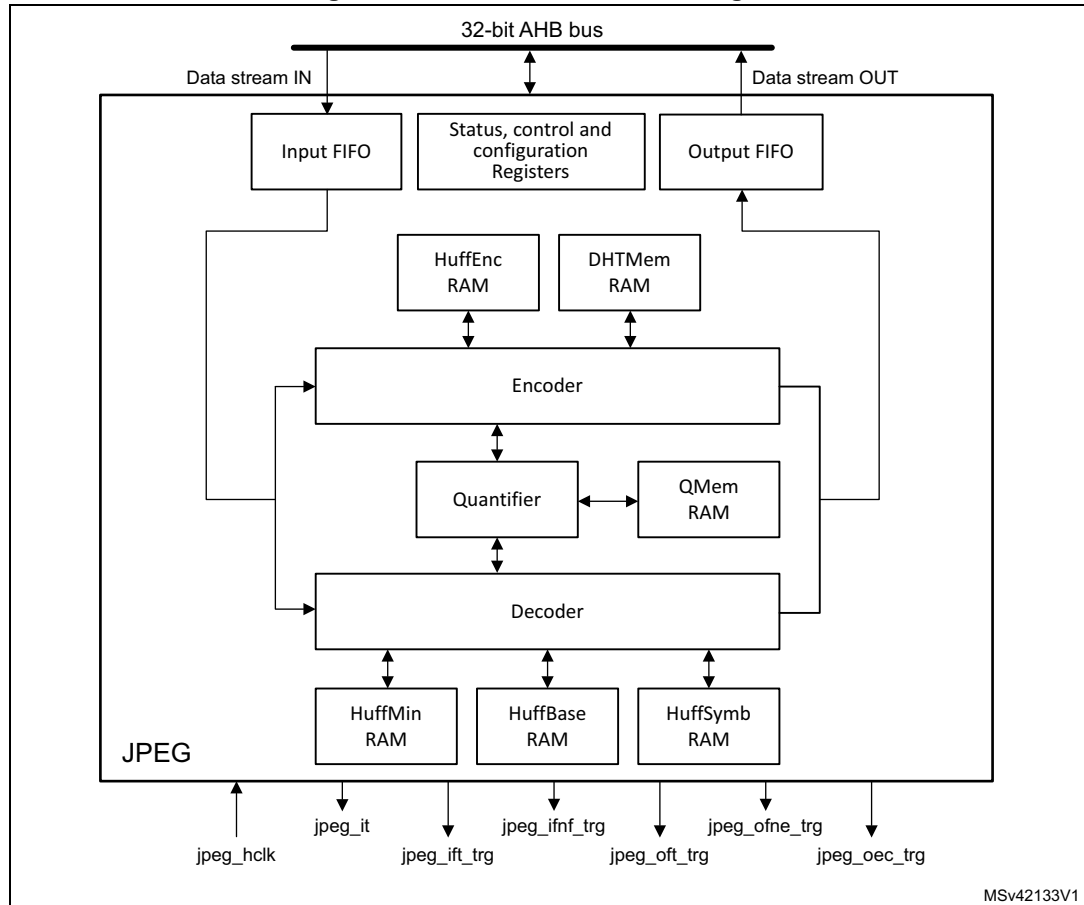 32-bit AHB bus
Data stream IN
Data stream OUT
Input FIFO
Status, control and
configuration
Registers
Output FIFO
HuffEnc
RAM
DHTMem
RAM
Encoder
Quantifier
QMem
RAM
Decoder
HuffMin
RAM
HuffBase
RAM
HuffSymb
RAM
JPEG
jpeg_hclk
jpeg_it
jpeg_ift_trg
jpeg_ifnf_trg
jpeg_oft_trg
jpeg_ofne_trg
jpeg_oec_trg
MSv42133V1